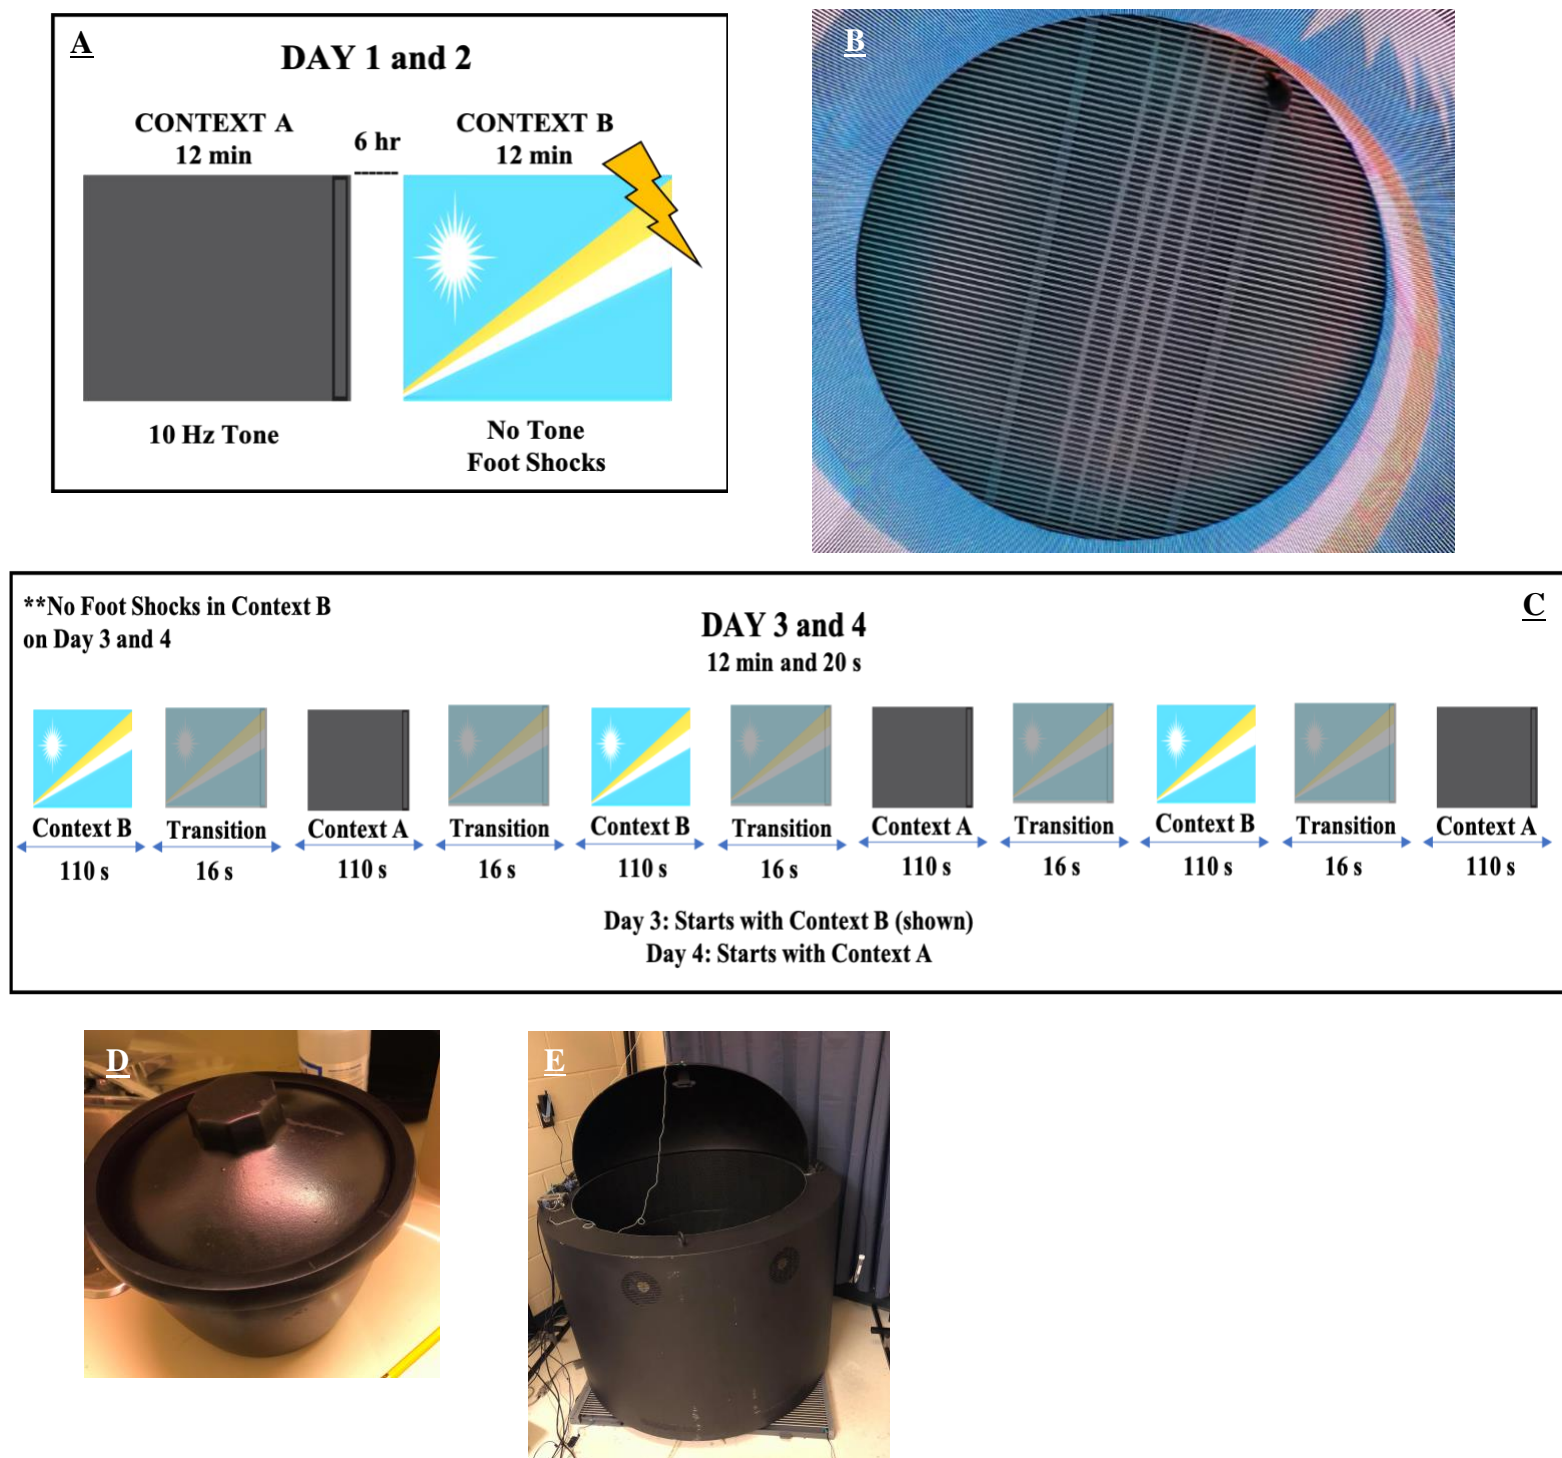 A
DAY 1 and 2
CONTEXT A
12 min
6 hr
------
CONTEXT B
12 min
10 Hz Tone
No Tone
Foot Shocks
B
**No Foot Shocks in Context B
on Day 3 and 4
C
DAY 3 and 4
12 min and 20 s
Context B Transition Context A Transition Context B Transition Context A Transition Context B Transition Context A
110 s 16 s 110 s 16 s 110 s 16 s 110 s 16 s 110 s 16 s 110 s
Day 3: Starts with Context B (shown)
Day 4: Starts with Context A
D
E